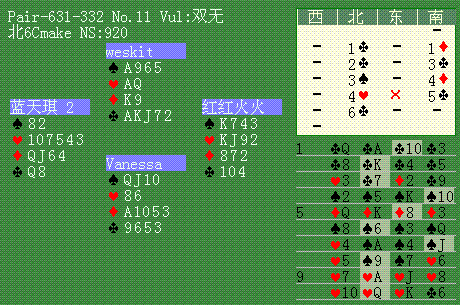 Pair-631-332 No.11 Vul:双无
北6Cmake NS:920
西 北 东 南
– 1♣ – 1♦
– 2♣ – 3♣
– 3♠ – 4♦
– 4♥ × 5♣
– 6♣ – –
–
weskit
♠A965
♥AQ
♦K9
♣AKJ72
蓝天琪 2
♠82
♥107543
♦QJ64
♣Q8
红红火火
♠K743
♥KJ92
♦872
♣104
Vanessa
♠QJ10
♥86
♦A1053
♣9653
1 ♣Q ♣A ♣10 ♣3
♣8 ♣K ♣4 ♣5
♥3 ♣7 ♦2 ♣9
♠2 ♠5 ♠K ♠10
5 ♦Q ♦K ♦8 ♦3
♠8 ♠6 ♠3 ♠Q
♥4 ♠A ♠4 ♠J
♥5 ♠9 ♠7 ♥6
9 ♥7 ♥A ♥J ♥8
♥10 ♥Q ♥K ♣6